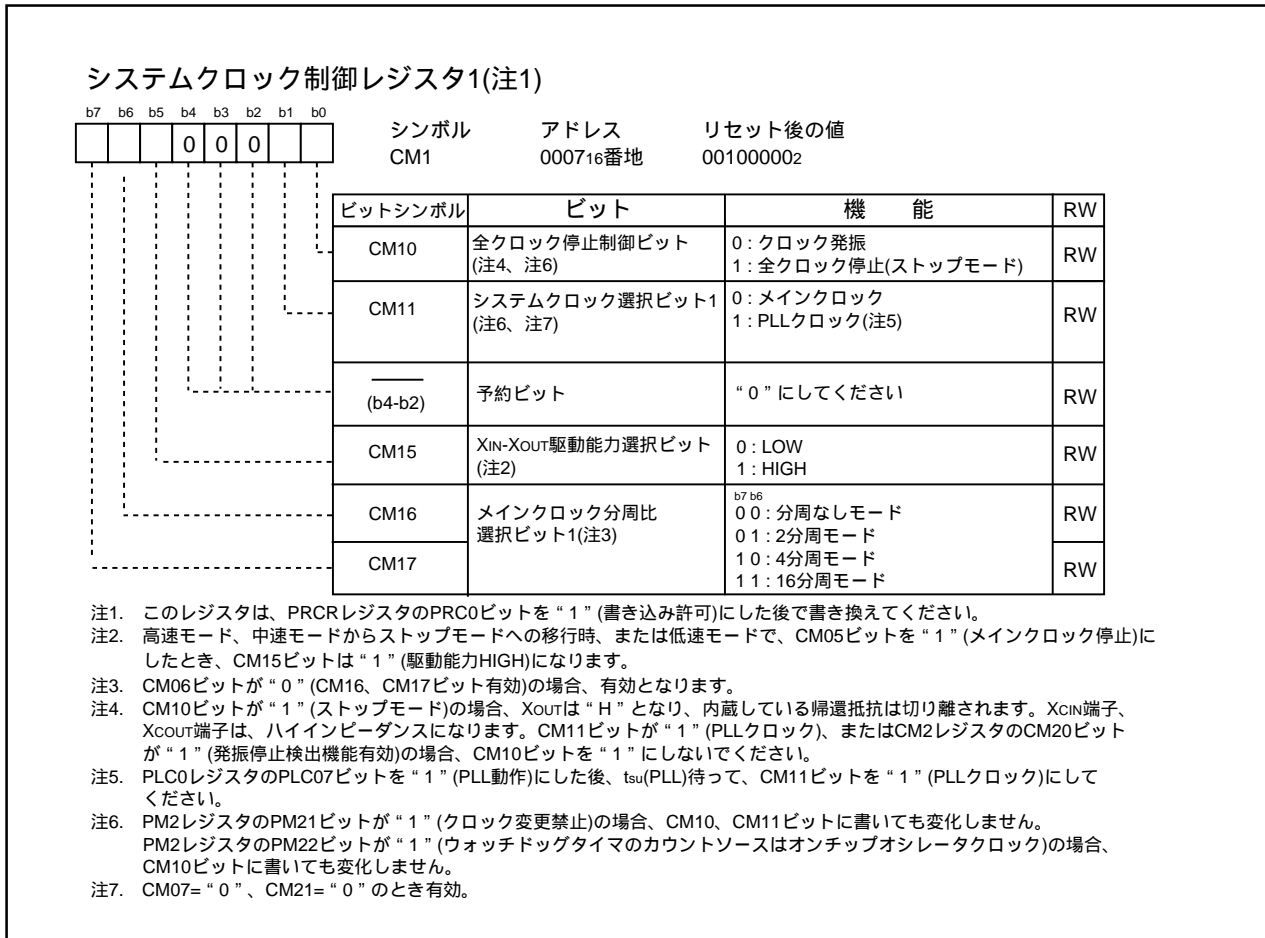 システムクロック制御レジスタ1(注1)
b7 b6 b5 b4 b3 b2 b1 b0
0 0 0
シンボル アドレス リセット後の値
CM1 000716番地 001000002
ビットシンボル ビット 機 能 RW
CM10 全クロック停止制御ビット (注4、注6) 0 : クロック発振 RW
1 : 全クロック停止(ストップモード)
CM11 システムクロック選択ビット1 (注6、注7) 0 : メインクロック RW
1 : PLLクロック(注5)
(b4-b2) 予約ビット “ 0 ” にしてください RW
CM15 XIN-XOUT駆動能力選択ビット (注2) 0 : LOW RW
1 : HIGH
CM16 メインクロック分周比 選択ビット1(注3) b7 b6 RW
0 0 : 分周なしモード
0 1 : 2分周モード
CM17 1 0 : 4分周モード RW
1 1 : 16分周モード
注1. このレジスタは、PRCRレジスタのPRC0ビットを “ 1 ” (書き込み許可)にした後で書き換えてください。
注2. 高速モード、中速モードからストップモードへの移行時、または低速モードで、CM05ビットを “ 1 ” (メインクロック停止)に
したとき、CM15ビットは “ 1 ” (駆動能力HIGH)になります。
注3. CM06ビットが “ 0 ” (CM16、CM17ビット有効)の場合、有効となります。
注4. CM10ビットが “ 1 ” (ストップモード)の場合、XOUTは “ H ” となり、内蔵している帰還抵抗は切り離されます。XCIN端子、
XCOUT端子は、ハイインピーダンスになります。CM11ビットが “ 1 ” (PLLクロック)、またはCM2レジスタのCM20ビット
が “ 1 ” (発振停止検出機能有効)の場合、CM10ビットを “ 1 ” にしないでください。
注5. PLC0レジスタのPLC07ビットを “ 1 ” (PLL動作)にした後、tsu(PLL)待って、CM11ビットを “ 1 ” (PLLクロック)にして
ください。
注6. PM2レジスタのPM21ビットが “ 1 ” (クロック変更禁止)の場合、CM10、CM11ビットに書いても変化しません。
PM2レジスタのPM22ビットが “ 1 ” (ウォッチドッグタイマのカウントソースはオンチップオシレータクロック)の場合、
CM10ビットに書いても変化しません。
注7. CM07= “ 0 ” 、CM21= “ 0 ” のとき有効。